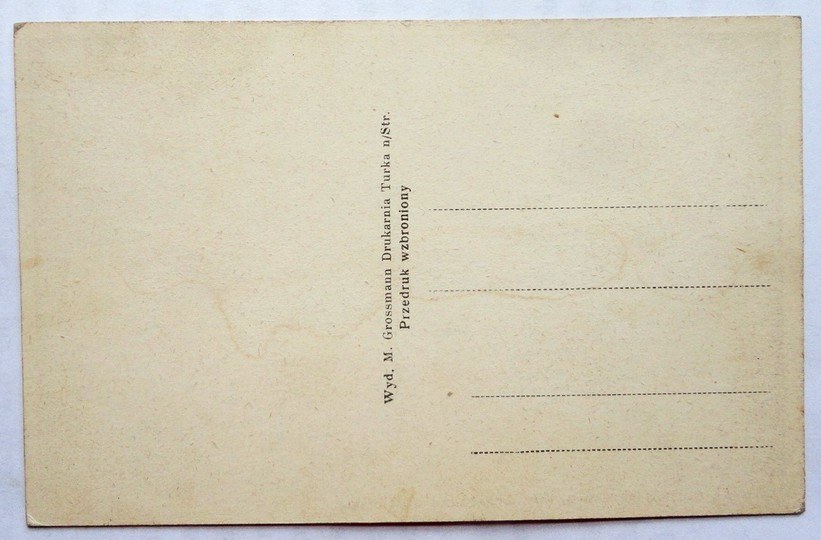 Wyd. M. Grossmann Drukarnia Turka n/Str.
Przedruk wzbroniony